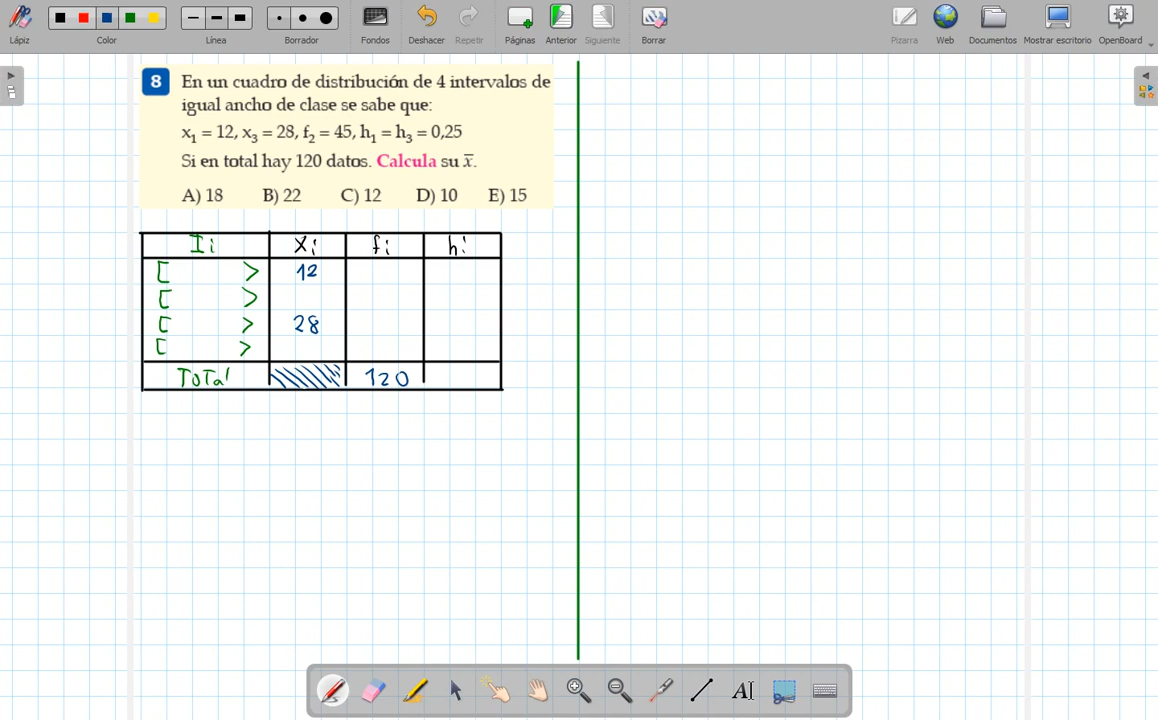 Lápiz Color Línea Borrador Fondos Deshacer Repetir Páginas Anterior Siguiente Borrar Pizarra Web Documentos Mostrar escritorio OpenBoard
8 En un cuadro de distribución de 4 intervalos de
igual ancho de clase se sabe que:
x₁ = 12, x₃ = 28, f₂ = 45, h₁ = h₃ = 0,25
Si en total hay 120 datos. Calcula su x̅.
A) 18 B) 22 C) 12 D) 10 E) 15
Ii Xi fi hi
[ > 12
[ >
[ > 28
[ >
Total 120
AI